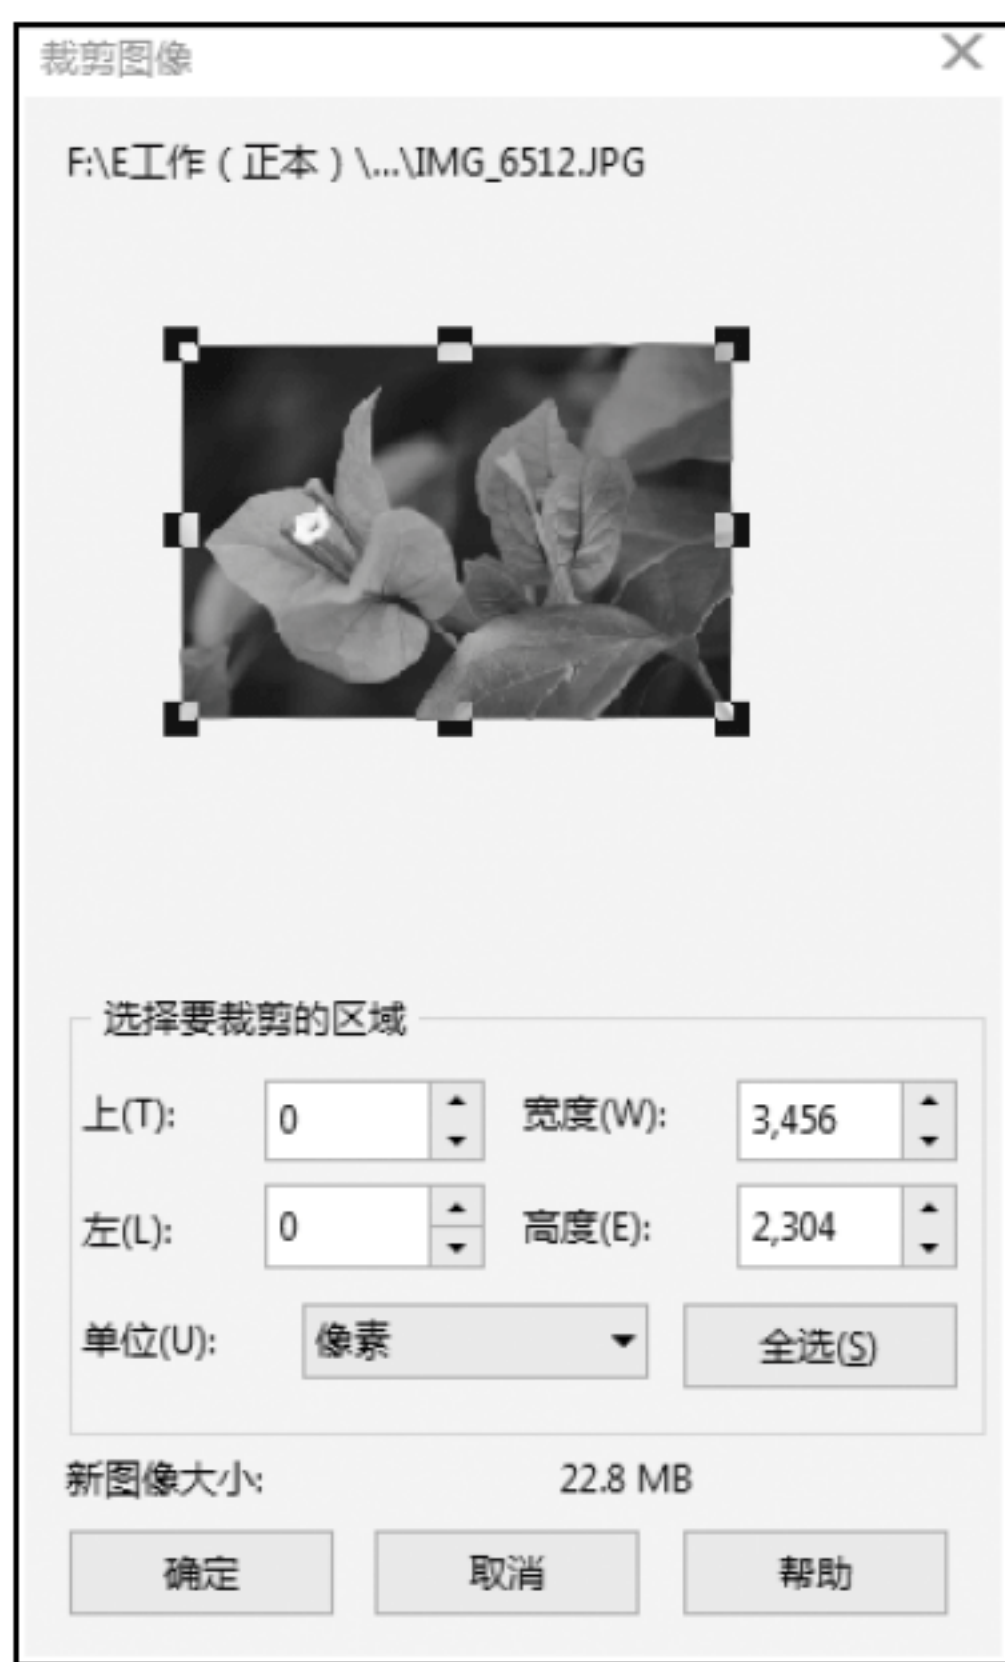 裁剪图像
F:\E工作（正本）\...\IMG_6512.JPG
选择要裁剪的区域
上(T): 0 宽度(W): 3,456
左(L): 0 高度(E): 2,304
单位(U): 像素 全选(S)
新图像大小: 22.8 MB
确定 取消 帮助